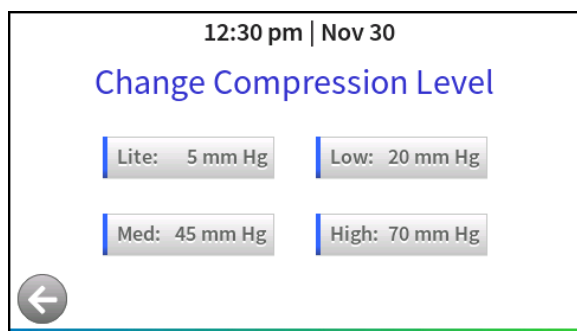 12:30 pm | Nov 30
Change Compression Level
Lite: 5 mm Hg
Low: 20 mm Hg
Med: 45 mm Hg
High: 70 mm Hg